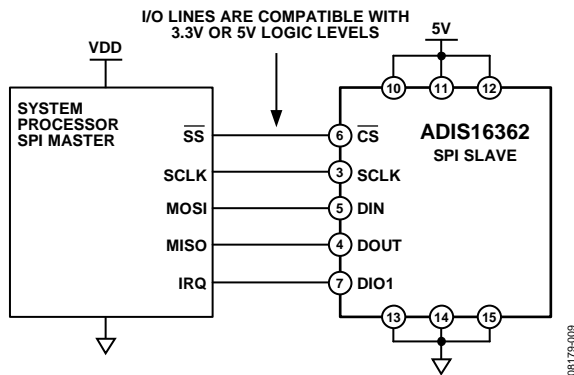 I/O LINES ARE COMPATIBLE WITH
3.3V OR 5V LOGIC LEVELS
VDD
5V
10 11 12
SYSTEM
PROCESSOR
SPI MASTER
ADIS16362
SPI SLAVE
SS 6 CS
SCLK 3 SCLK
MOSI 5 DIN
MISO 4 DOUT
IRQ 7 DIO1
13 14 15
08179-009